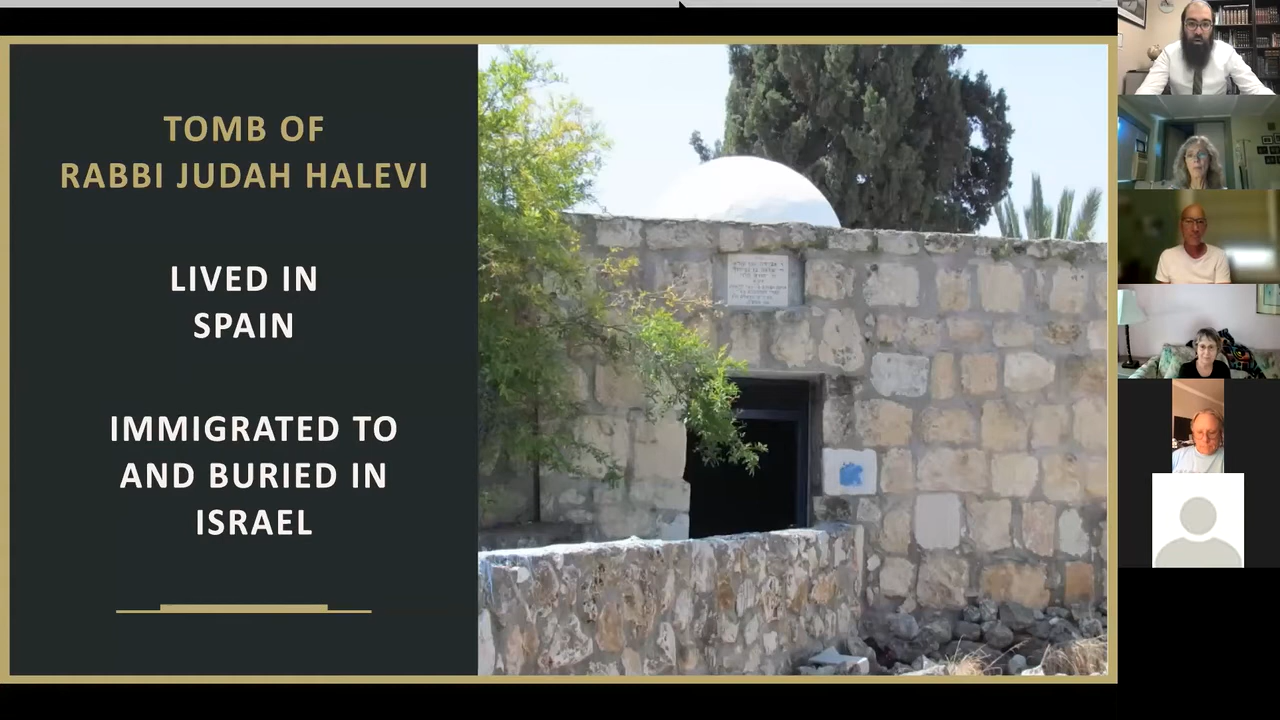 TOMB OF
RABBI JUDAH HALEVI
LIVED IN
SPAIN
IMMIGRATED TO
AND BURIED IN
ISRAEL